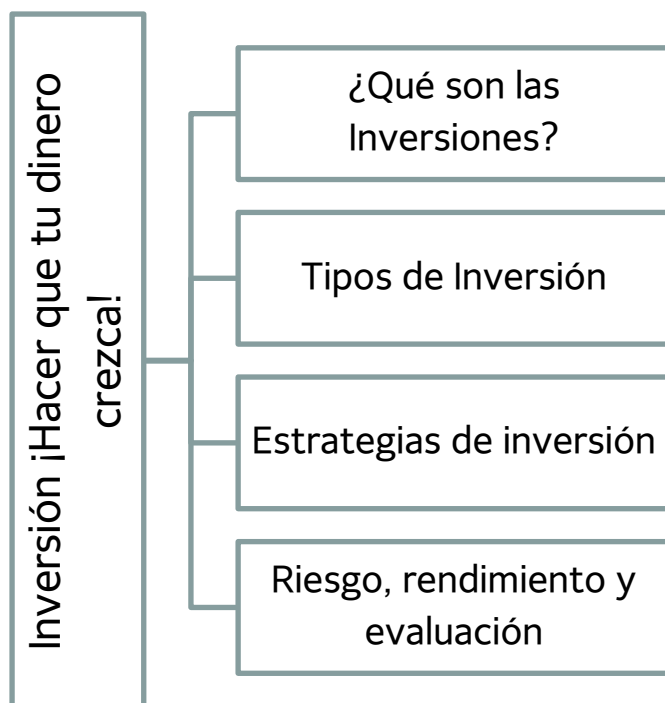 Inversión ¡Hacer que tu dinero
crezca!
¿Qué son las
Inversiones?
Tipos de Inversión
Estrategias de inversión
Riesgo, rendimiento y
evaluación